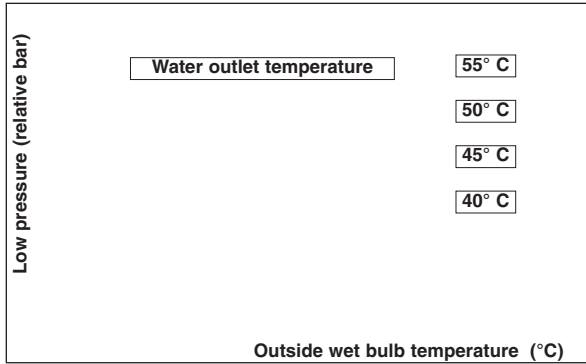 Low pressure (relative bar)
Water outlet temperature
55° C
50° C
45° C
40° C
Outside wet bulb temperature (°C)